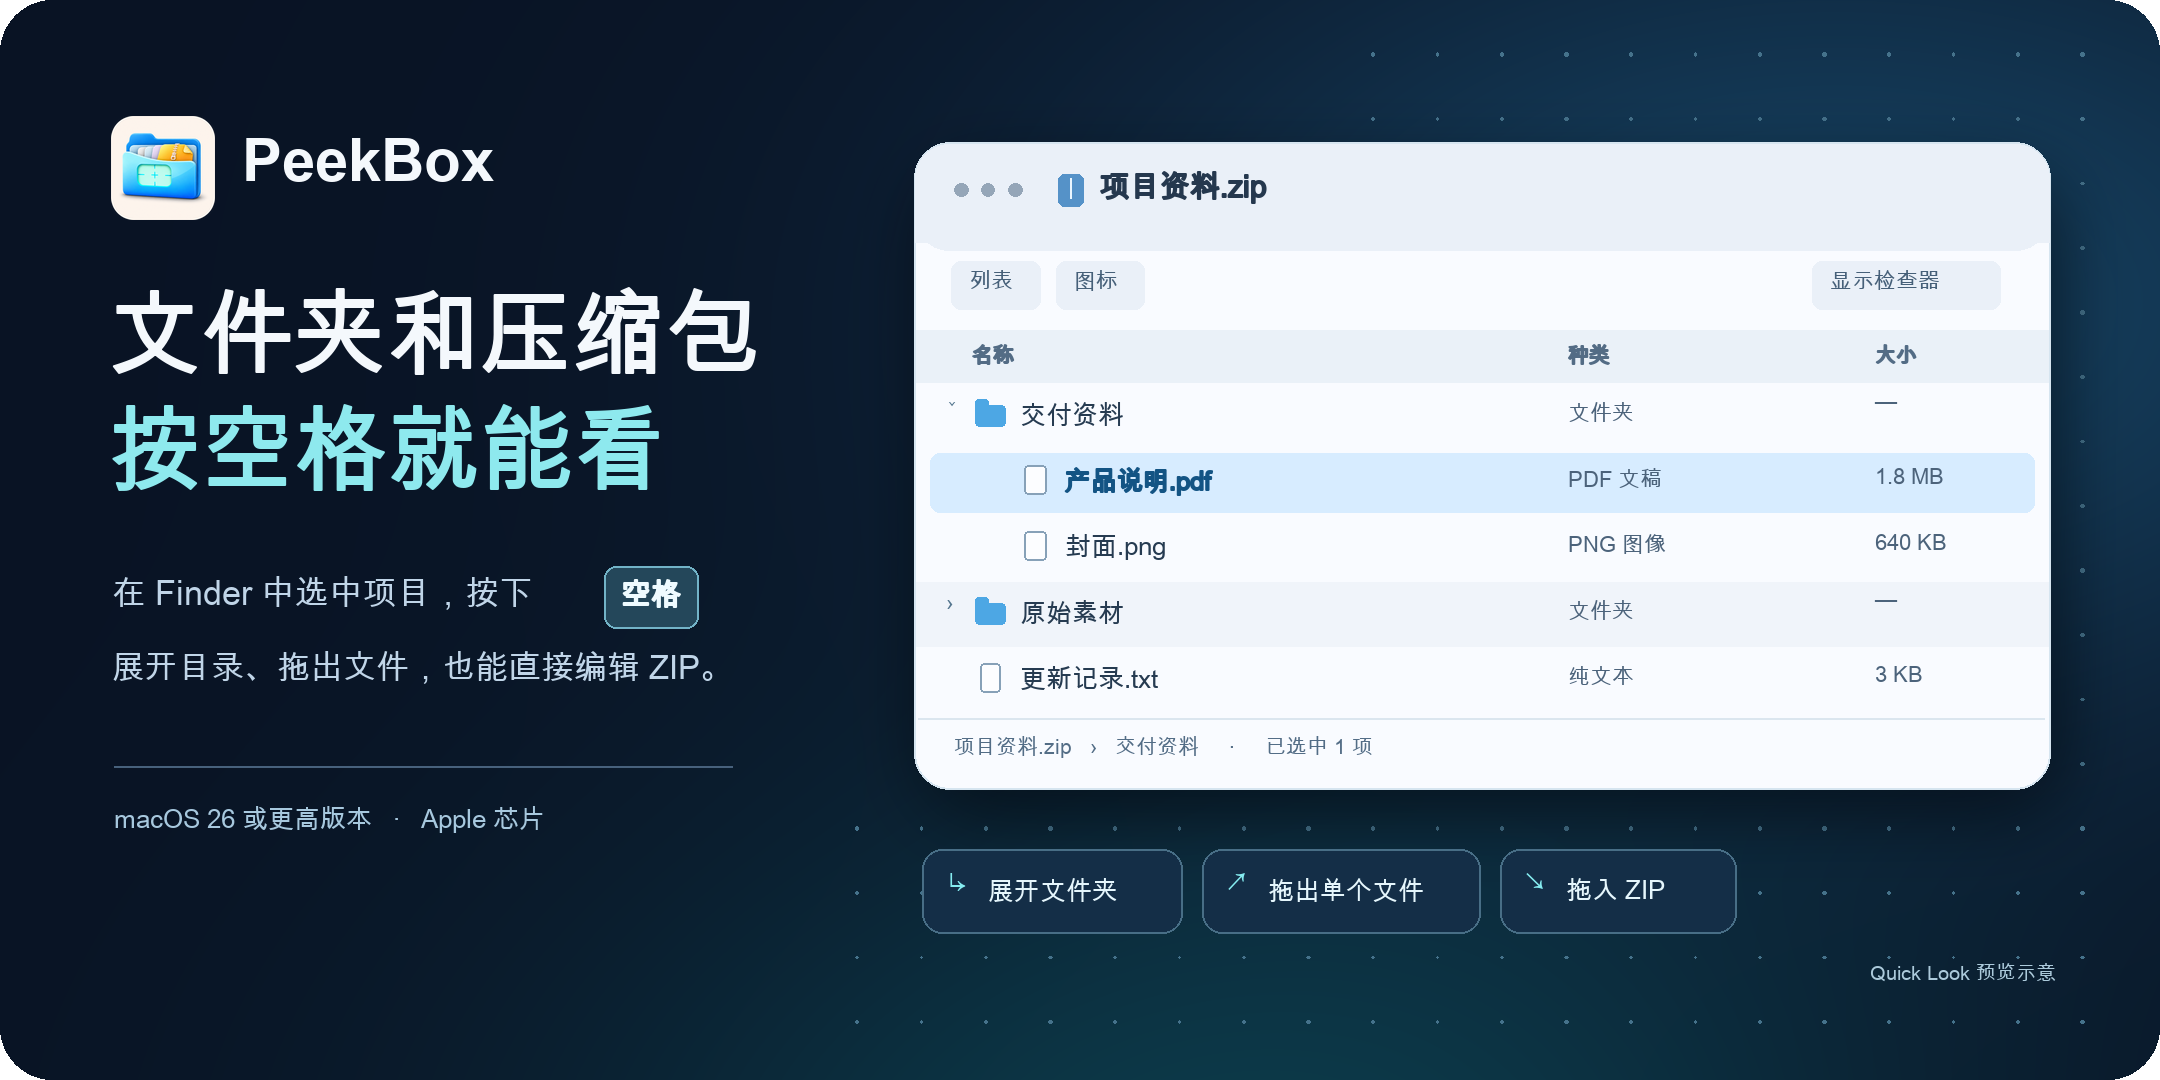 PeekBox
文件夹和压缩包
按空格就能看
在 Finder 中选中项目，按下 空格
展开目录、拖出文件，也能直接编辑 ZIP。
macOS 26 或更高版本 · Apple 芯片
项目资料.zip
列表 图标 显示检查器
名称 种类 大小
˅ 交付资料 文件夹 —
产品说明.pdf PDF 文稿 1.8 MB
封面.png PNG 图像 640 KB
› 原始素材 文件夹 —
更新记录.txt 纯文本 3 KB
项目资料.zip › 交付资料 · 已选中 1 项
↳ 展开文件夹 ↗ 拖出单个文件 ↘ 拖入 ZIP
Quick Look 预览示意